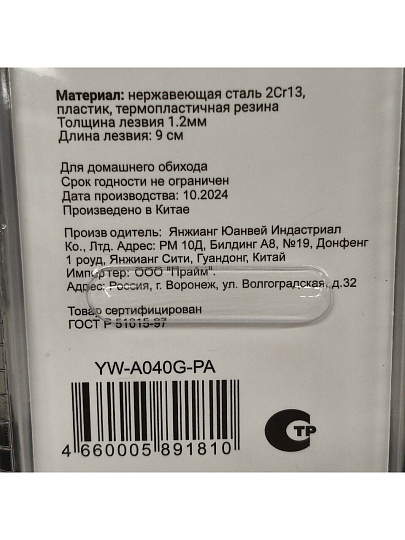 Материал: нержавеющая сталь 2Cr13,
пластик, термопластичная резина
Толщина лезвия 1.2мм
Длина лезвия: 9 см
Для домашнего обихода
Срок годности не ограничен
Дата производства: 10.2024
Произведено в Китае
Производитель: Янжианг Юанвей Индастриал
Ко., Лтд. Адрес: РМ 10Д, Билдинг А8, №19, Донфенг
1 роуд, Янжианг Сити, Гуандонг, Китай
Импортер: ООО "Прайм".
Адрес: Россия, г. Воронеж, ул. Волгоградская, д.32
Товар сертифицирован
ГОСТ Р 51015-97
YW-A040G-PA
4 660005 891810
ТР